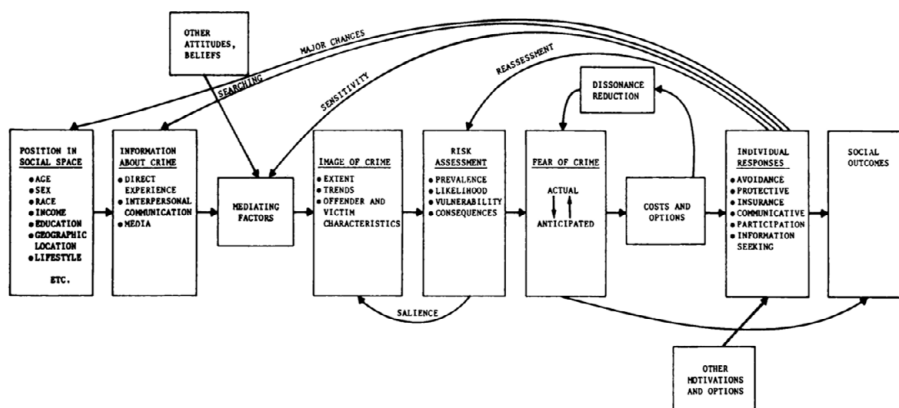 OTHER
ATTITUDES,
BELIEFS
MAJOR CHANCES
SEARCHING
SENSITIVITY
REASSESSMENT
DISSONANCE
REDUCTION
POSITION IN
SOCIAL SPACE
● AGE
● SEX
● RACE
● INCOME
● EDUCATION
● GEOGRAPHIC
LOCATION
● LIFESTYLE
ETC.
INFORMATION
ABOUT CRIME
● DIRECT
EXPERIENCE
● INTERPERSONAL
COMMUNICATION
● MEDIA
MEDIATING
FACTORS
IMAGE OF CRIME
● EXTENT
● TRENDS
● OFFENDER AND
VICTIM
CHARACTERISTICS
RISK
ASSESSMENT
● PREVALENCE
● LIKELIHOOD
● VULNERABILITY
● CONSEQUENCES
FEAR OF CRIME
ACTUAL
ANTICIPATED
COSTS AND
OPTIONS
INDIVIDUAL
RESPONSES
● AVOIDANCE
● PROTECTIVE
● INSURANCE
● COMMUNICATIVE
● PARTICIPATION
● INFORMATION
SEEKING
SOCIAL
OUTCOMES
SALIENCE
OTHER
MOTIVATIONS
AND OPTIONS